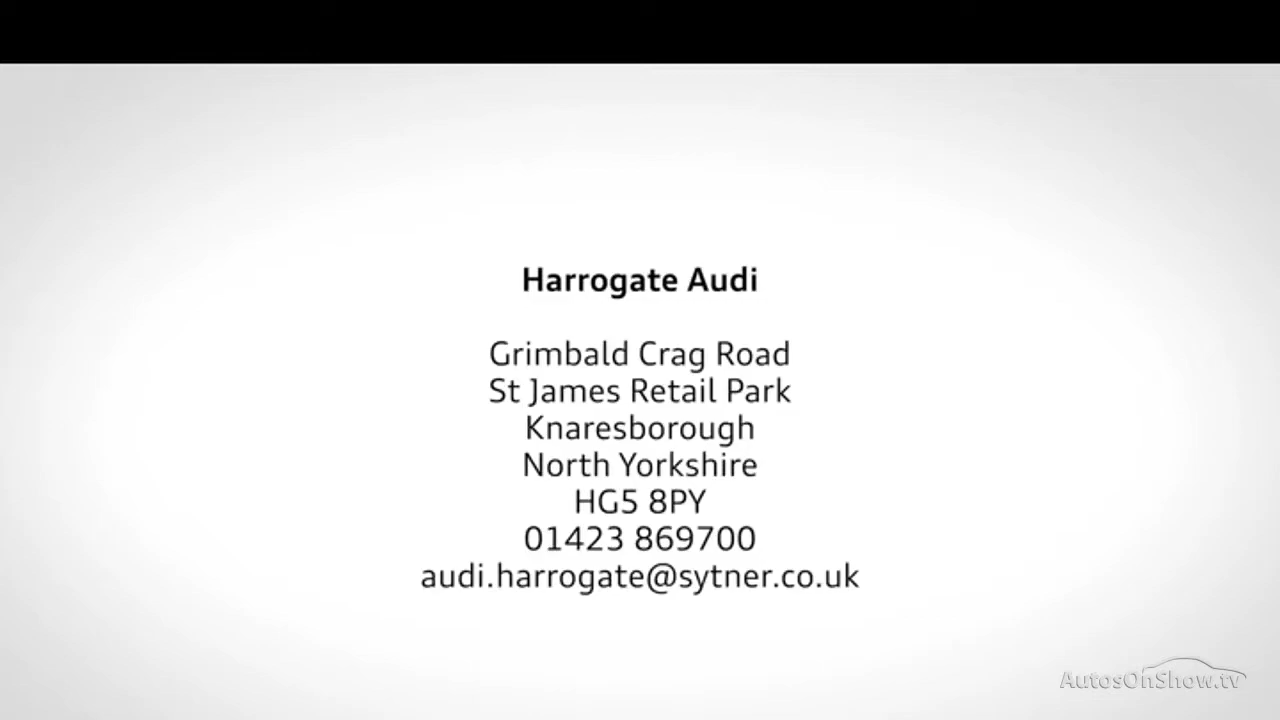 Harrogate Audi
Grimbald Crag Road
St James Retail Park
Knaresborough
North Yorkshire
HG5 8PY
01423 869700
audi.harrogate@sytner.co.uk
AutosOnShow.tv